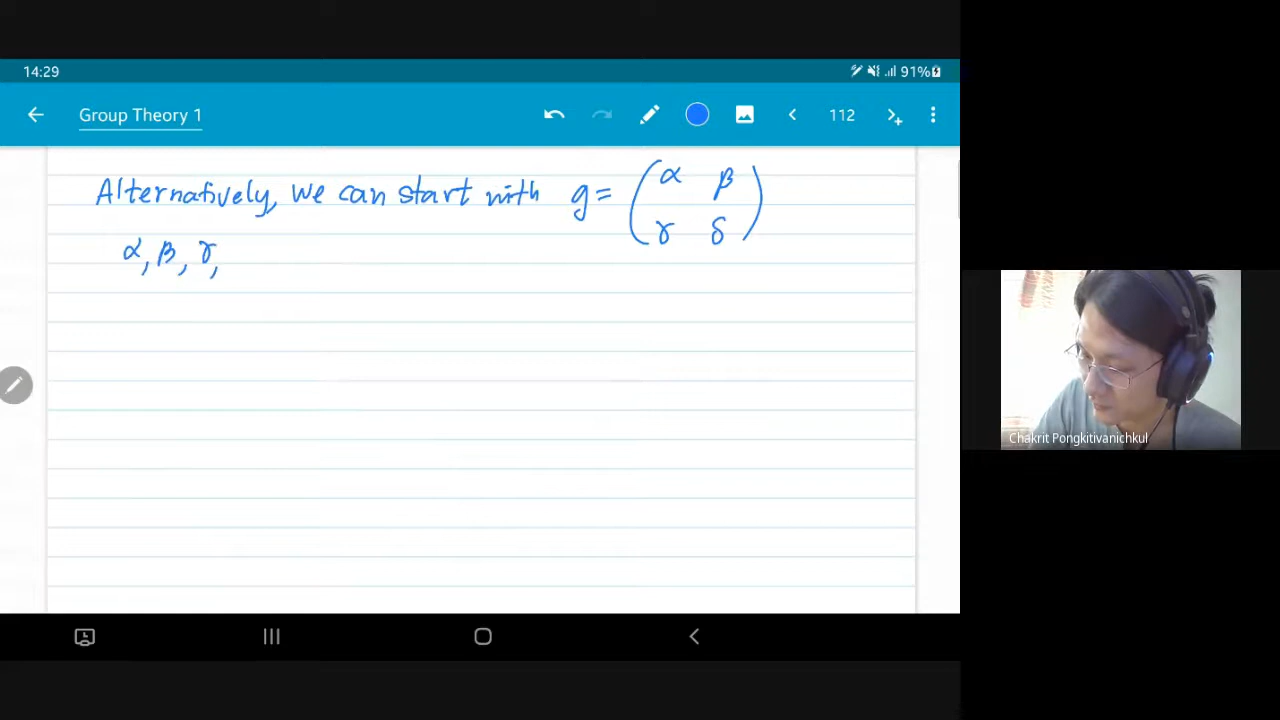 14:29
91%
Group Theory 1
112
Alternatively, we can start with g = ( α β
γ δ )
α, β, γ,
Chakrit Pongkitivanichkul